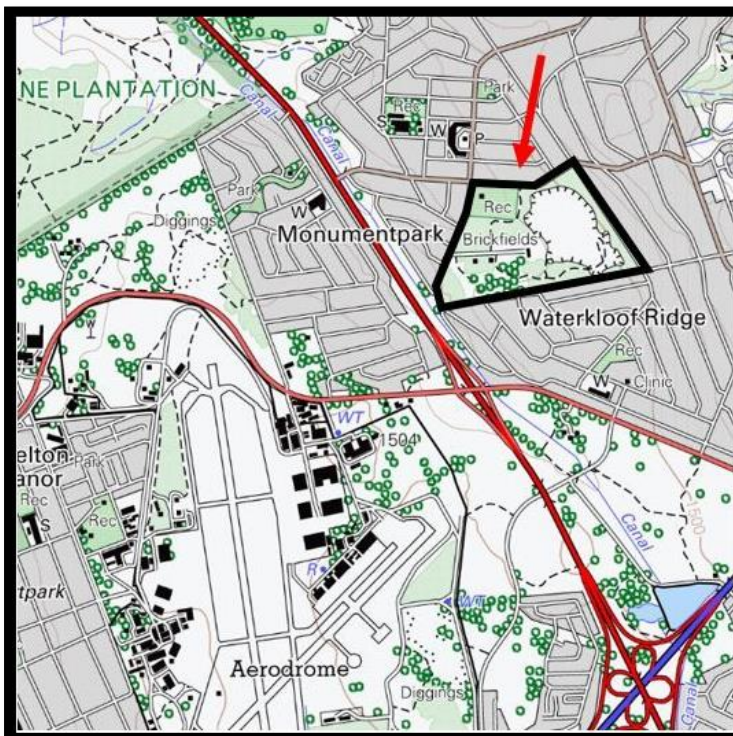 NE PLANTATION
Canal
Canal
Rec
S
W
P
Park
Park
Diggings
W
Monumentpark
Rec
Brickfields
Waterkloof Ridge
W
Rec
W
Clinic
WT
1504
elton
anor
Park
Rec
S
Rec
Canal
1500
tpark
R
WT
Aerodrome
Diggings
Canal